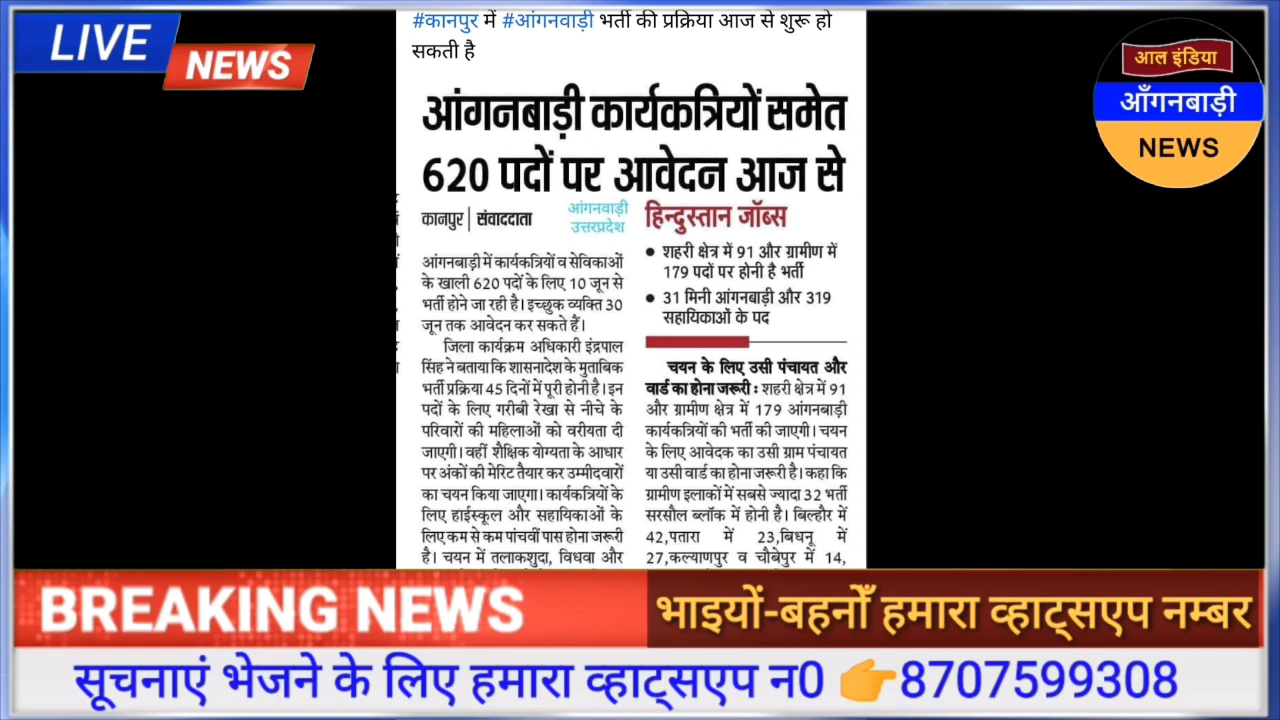 LIVE
NEWS
#कानपुर में #आंगनवाड़ी भर्ती की प्रक्रिया आज से शुरू हो
सकती है
आल इंडिया
आँगनबाड़ी
NEWS
आंगनबाड़ी कार्यकत्रियों समेत
620 पदों पर आवेदन आज से
कानपुर | संवाददाता
आंगनवाड़ी
उत्तरप्रदेश
आंगनबाड़ी में कार्यकत्रियों व सेविकाओं
के खाली 620 पदों के लिए 10 जून से
भर्ती होने जा रही है। इच्छुक व्यक्ति 30
जून तक आवेदन कर सकते हैं।
जिला कार्यक्रम अधिकारी इंद्रपाल
सिंह ने बताया कि शासनादेश के मुताबिक
भर्ती प्रक्रिया 45 दिनों में पूरी होनी है। इन
पदों के लिए गरीबी रेखा से नीचे के
परिवारों की महिलाओं को वरीयता दी
जाएगी। वहीं शैक्षिक योग्यता के आधार
पर अंकों की मेरिट तैयार कर उम्मीदवारों
का चयन किया जाएगा। कार्यकत्रियों के
लिए हाईस्कूल और सहायिकाओं के
लिए कम से कम पांचवीं पास होना जरूरी
है। चयन में तलाकशुदा, विधवा और
हिन्दुस्तान जॉब्स
● शहरी क्षेत्र में 91 और ग्रामीण में
179 पदों पर होनी है भर्ती
● 31 मिनी आंगनबाड़ी और 319
सहायिकाओं के पद
चयन के लिए उसी पंचायत और
वार्ड का होना जरूरी : शहरी क्षेत्र में 91
और ग्रामीण क्षेत्र में 179 आंगनबाड़ी
कार्यकत्रियों की भर्ती की जाएगी। चयन
के लिए आवेदक का उसी ग्राम पंचायत
या उसी वार्ड का होना जरूरी है। कहा कि
ग्रामीण इलाकों में सबसे ज्यादा 32 भर्ती
सरसौल ब्लॉक में होनी है। बिल्हौर में
42,पतारा में 23,बिधनू में
27,कल्याणपुर व चौबेपुर में 14,
BREAKING NEWS
भाइयों-बहनोँ हमारा व्हाट्सएप नम्बर
सूचनाएं भेजने के लिए हमारा व्हाट्सएप न0 👉8707599308